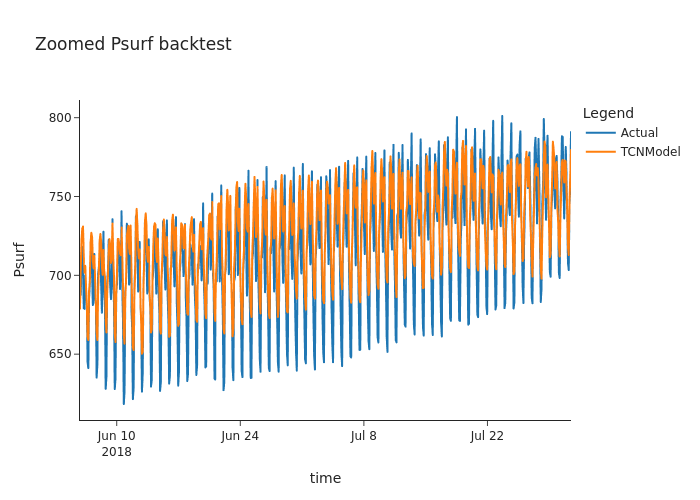 Zoomed Psurf backtest
Legend
Actual
TCNModel
Psurf
800
750
700
650
Jun 10
2018
Jun 24
Jul 8
Jul 22
time